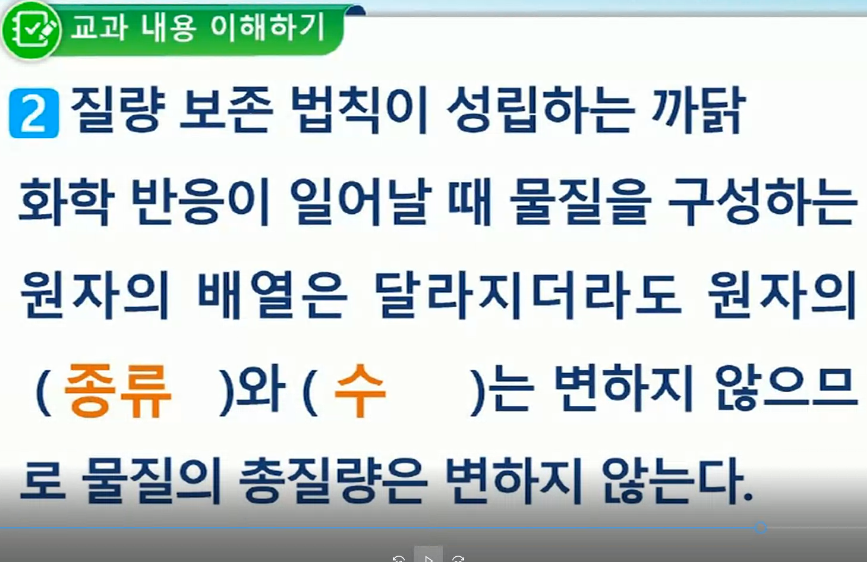 교과 내용 이해하기
2 질량 보존 법칙이 성립하는 까닭
화학 반응이 일어날 때 물질을 구성하는
원자의 배열은 달라지더라도 원자의
( 종류 )와 ( 수 )는 변하지 않으므
로 물질의 총질량은 변하지 않는다.